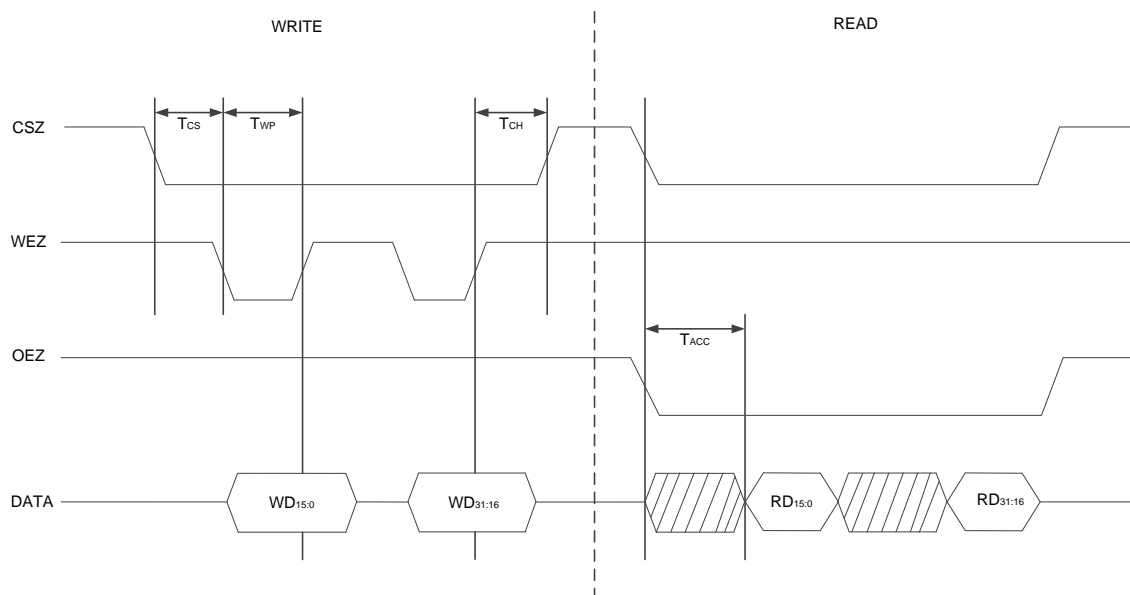 WRITE READ
CSZ TCS TWP TCH
WEZ
OEZ TACC
DATA WD15:0 WD31:16 RD15:0 RD31:16